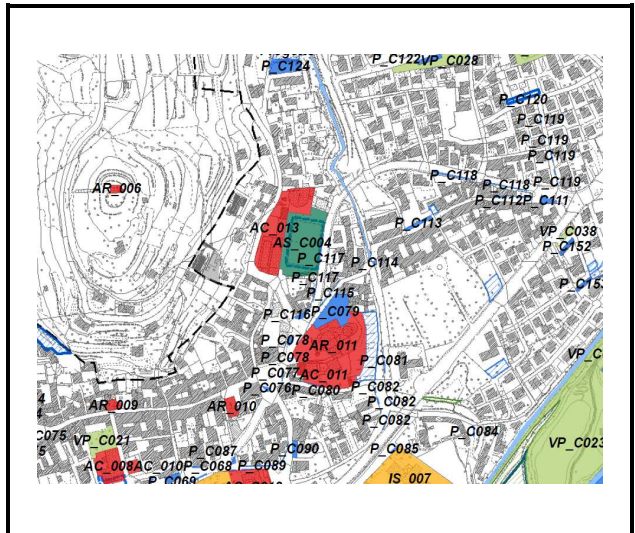 P_C124
P_C122 VP_C028
P_C120
P_C119
P_C119
P_C119
P_C118
P_C118 P_C119
AR_006
P_C112 P_C111
P_C113
AC_013
AS_C004
VP_C038
P_C152
P_C117
P_C114
P_C117
P_C115
P_C116 P_C079
P_C078
AR_011
P_C078
P_C081
P_C077 AC_011
P_C076 P_C080 P_C082
P_C082
AR_009
AR_010
P_C082
C075
VP_C021
P_C084
VP_C023
P_C087
P_C090
P_C085
AC_008 AC_010 P_C068 P_C089
P_C069
IS_007